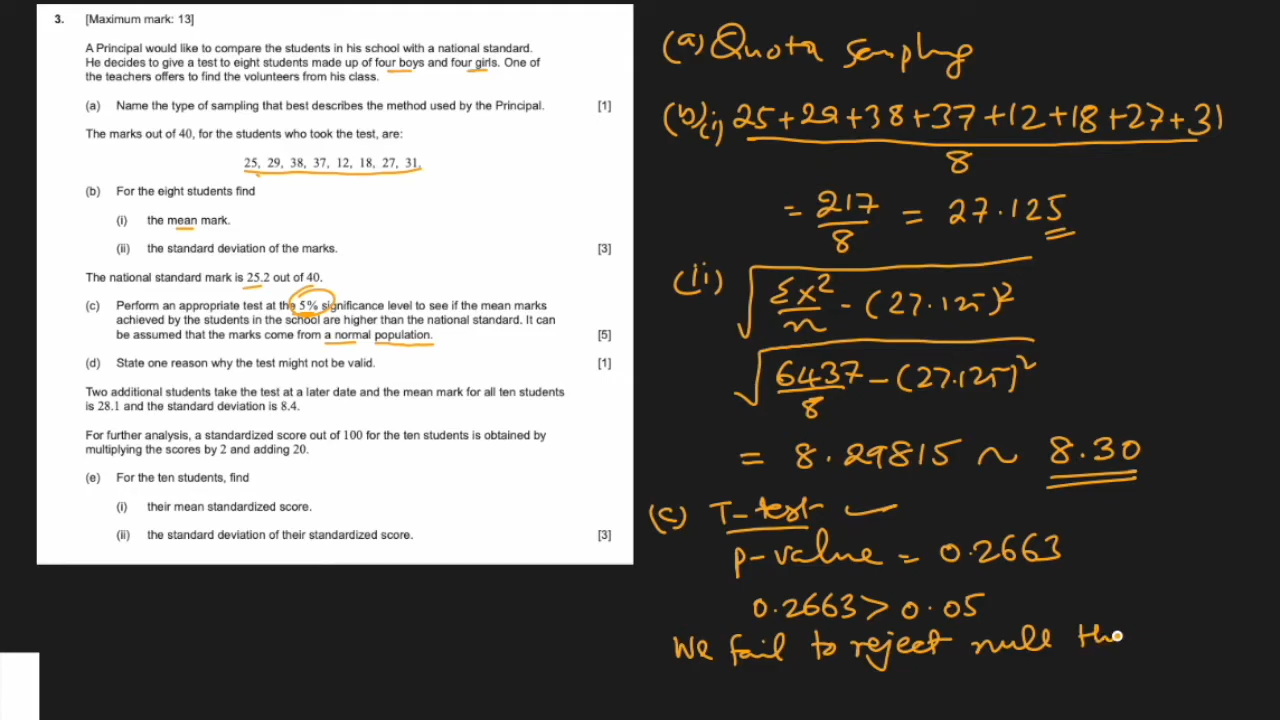 3. [Maximum mark: 13]
A Principal would like to compare the students in his school with a national standard.
He decides to give a test to eight students made up of four boys and four girls. One of
the teachers offers to find the volunteers from his class.
(a) Name the type of sampling that best describes the method used by the Principal. [1]
The marks out of 40, for the students who took the test, are:
25, 29, 38, 37, 12, 18, 27, 31.
(b) For the eight students find
(i) the mean mark.
(ii) the standard deviation of the marks. [3]
The national standard mark is 25.2 out of 40.
(c) Perform an appropriate test at the 5% significance level to see if the mean marks
achieved by the students in the school are higher than the national standard. It can
be assumed that the marks come from a normal population. [5]
(d) State one reason why the test might not be valid. [1]
Two additional students take the test at a later date and the mean mark for all ten students
is 28.1 and the standard deviation is 8.4.
For further analysis, a standardized score out of 100 for the ten students is obtained by
multiplying the scores by 2 and adding 20.
(e) For the ten students, find
(i) their mean standardized score.
(ii) the standard deviation of their standardized score. [3]
(a) Quota sampling
(b) i) 25+29+38+37+12+18+27+31
8
= 217/8 = 27.125
(ii) √(Σx²/n - (27.125)²)
√(6437/8 - (27.125)²)
= 8.29815 ~ 8.30
(c) T-test
p-value = 0.2663
0.2663 > 0.05
We fail to reject null the